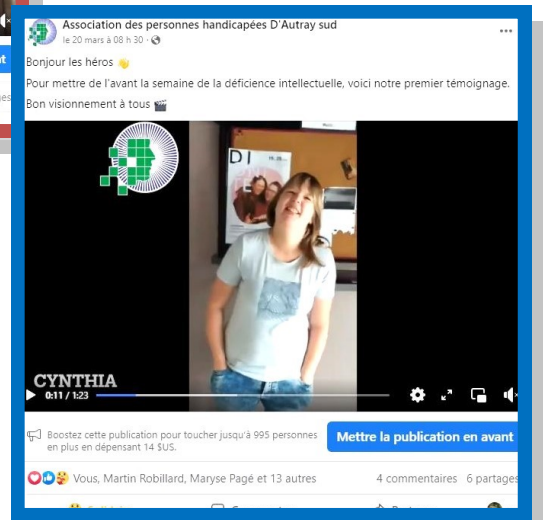 Association des personnes handicapées D'Autray sud
le 20 mars à 08 h 30 ·
Bonjour les héros 👋
Pour mettre de l'avant la semaine de la déficience intellectuelle, voici notre premier témoignage.
Bon visionnement à tous 🎬
DI
CYNTHIA
0:11 / 1:23
Boostez cette publication pour toucher jusqu'à 995 personnes
en plus en dépensant 14 $US.
Mettre la publication en avant
Vous, Martin Robillard, Maryse Pagé et 13 autres
4 commentaires 6 partages